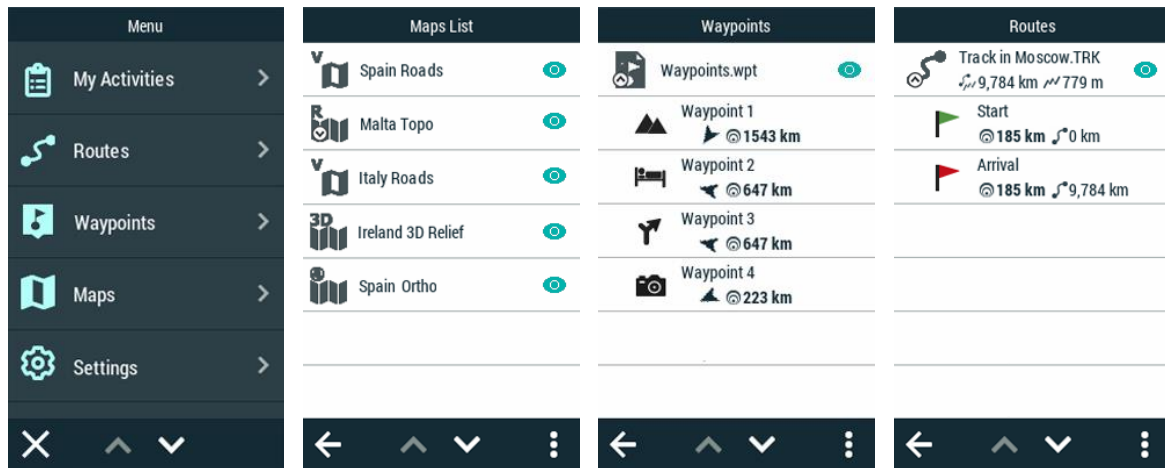 Menu
My Activities
Routes
Waypoints
Maps
Settings
Maps List
V
Spain Roads
R
Malta Topo
V
Italy Roads
3D
Ireland 3D Relief
Spain Ortho
Waypoints
Waypoints.wpt
Waypoint 1
1543 km
Waypoint 2
647 km
Waypoint 3
647 km
Waypoint 4
223 km
Routes
Track in Moscow.TRK
9,784 km 779 m
Start
185 km 0 km
Arrival
185 km 9,784 km